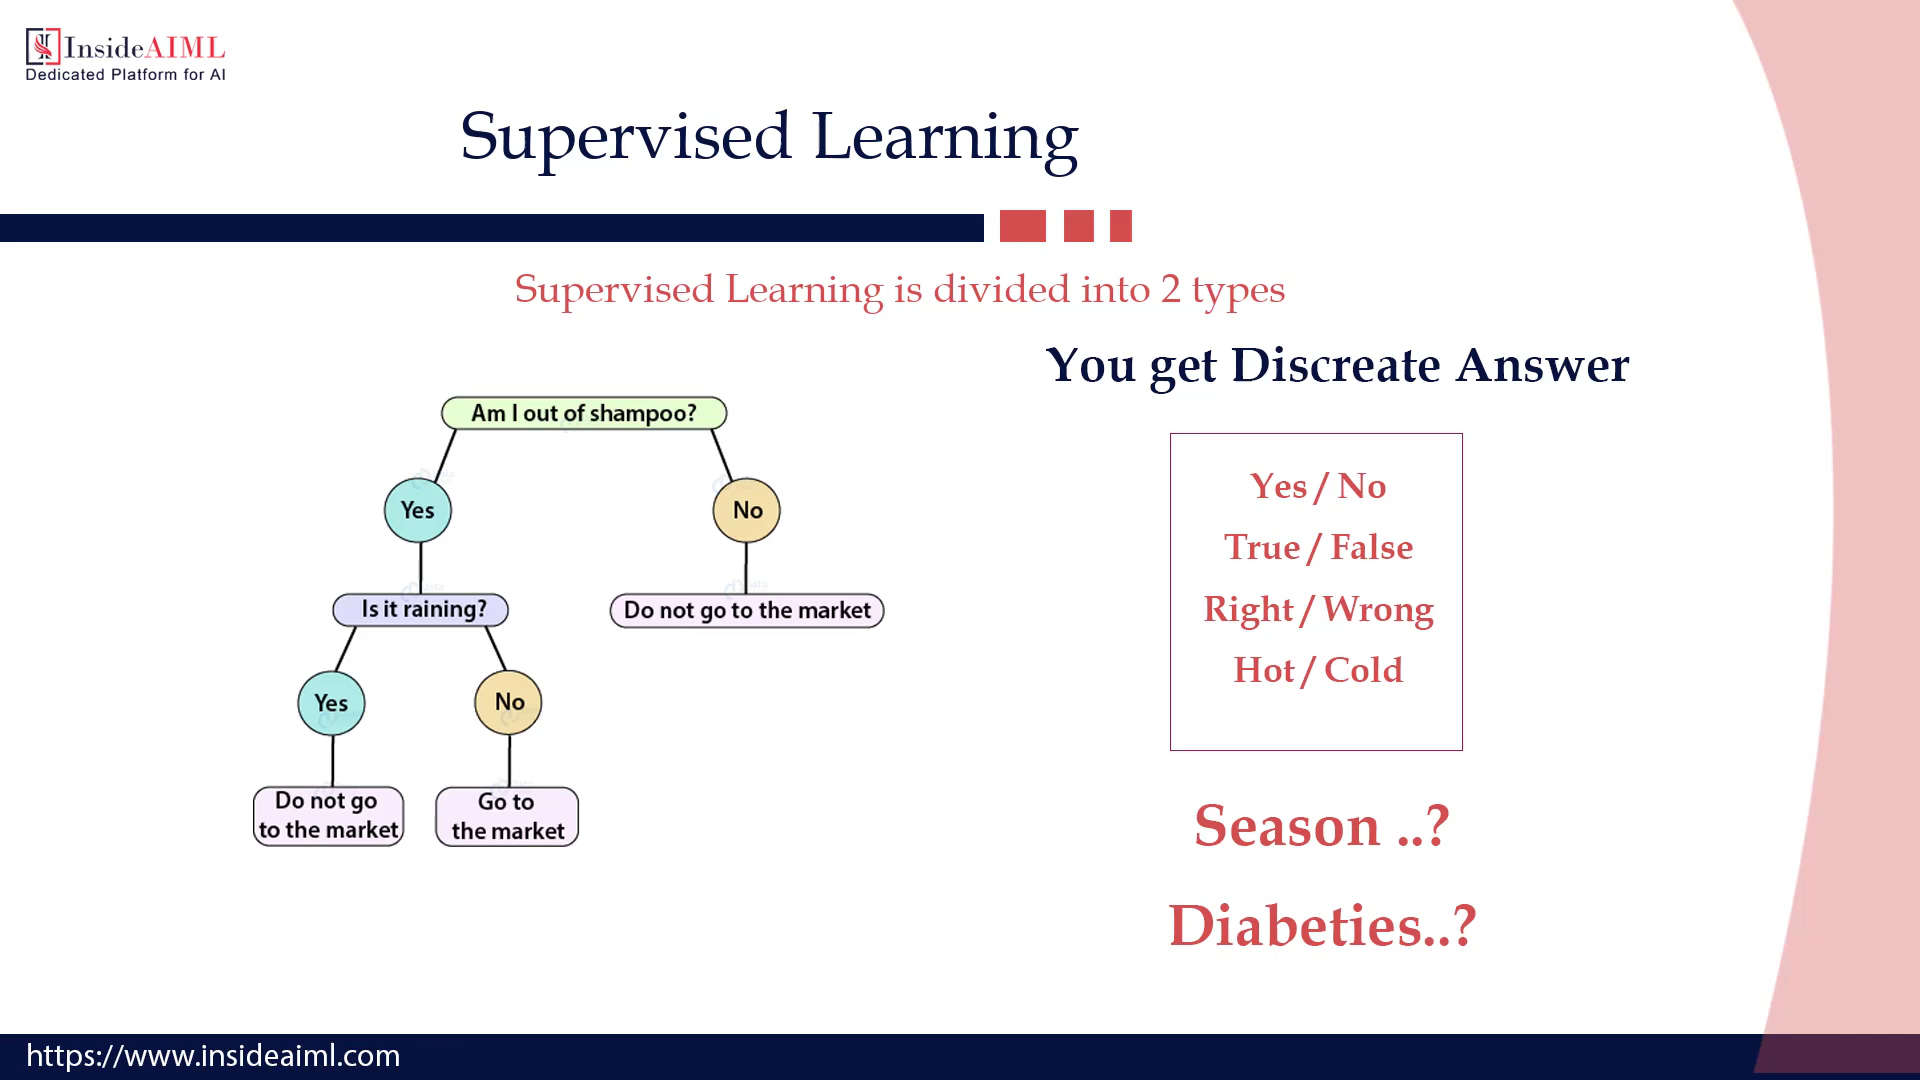 InsideAIML
Dedicated Platform for AI
Supervised Learning
Supervised Learning is divided into 2 types
You get Discreate Answer
Am I out of shampoo?
Yes
No
Is it raining?
Do not go to the market
Yes
No
Do not go
to the market
Go to
the market
Yes / No
True / False
Right / Wrong
Hot / Cold
Season ..?
Diabeties..?
https://www.insideaiml.com